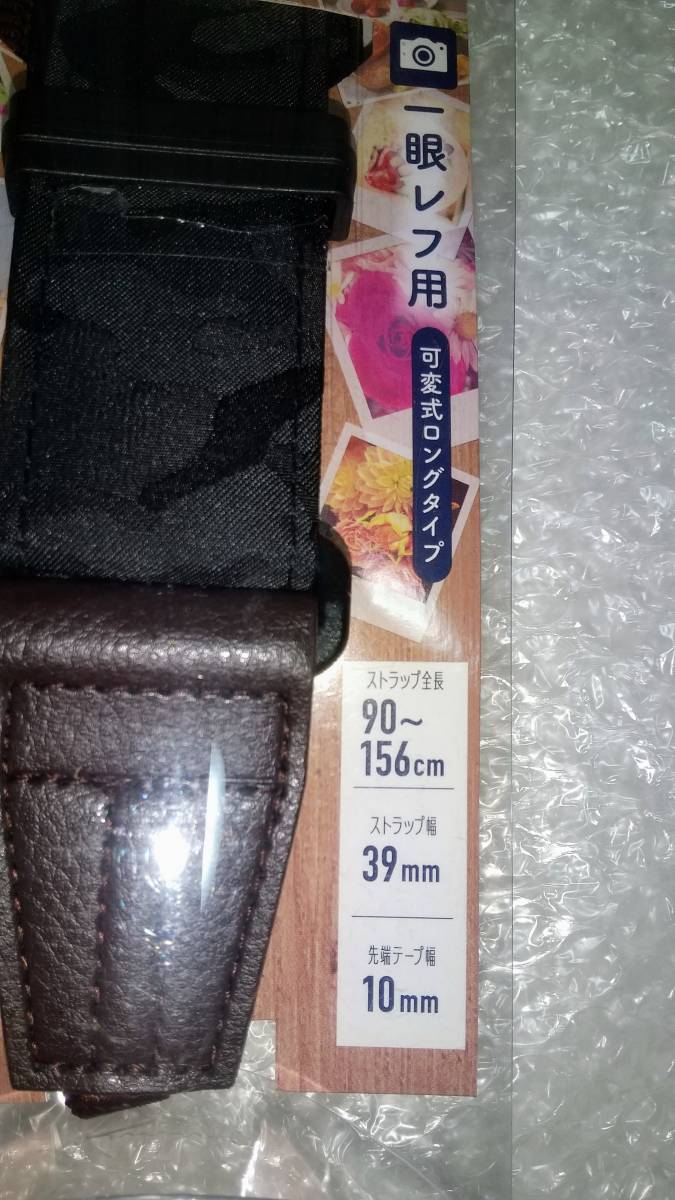 一眼レフ用
可変式ロングタイプ
ストラップ全長
90～
156cm
ストラップ幅
39mm
先端テープ幅
10mm